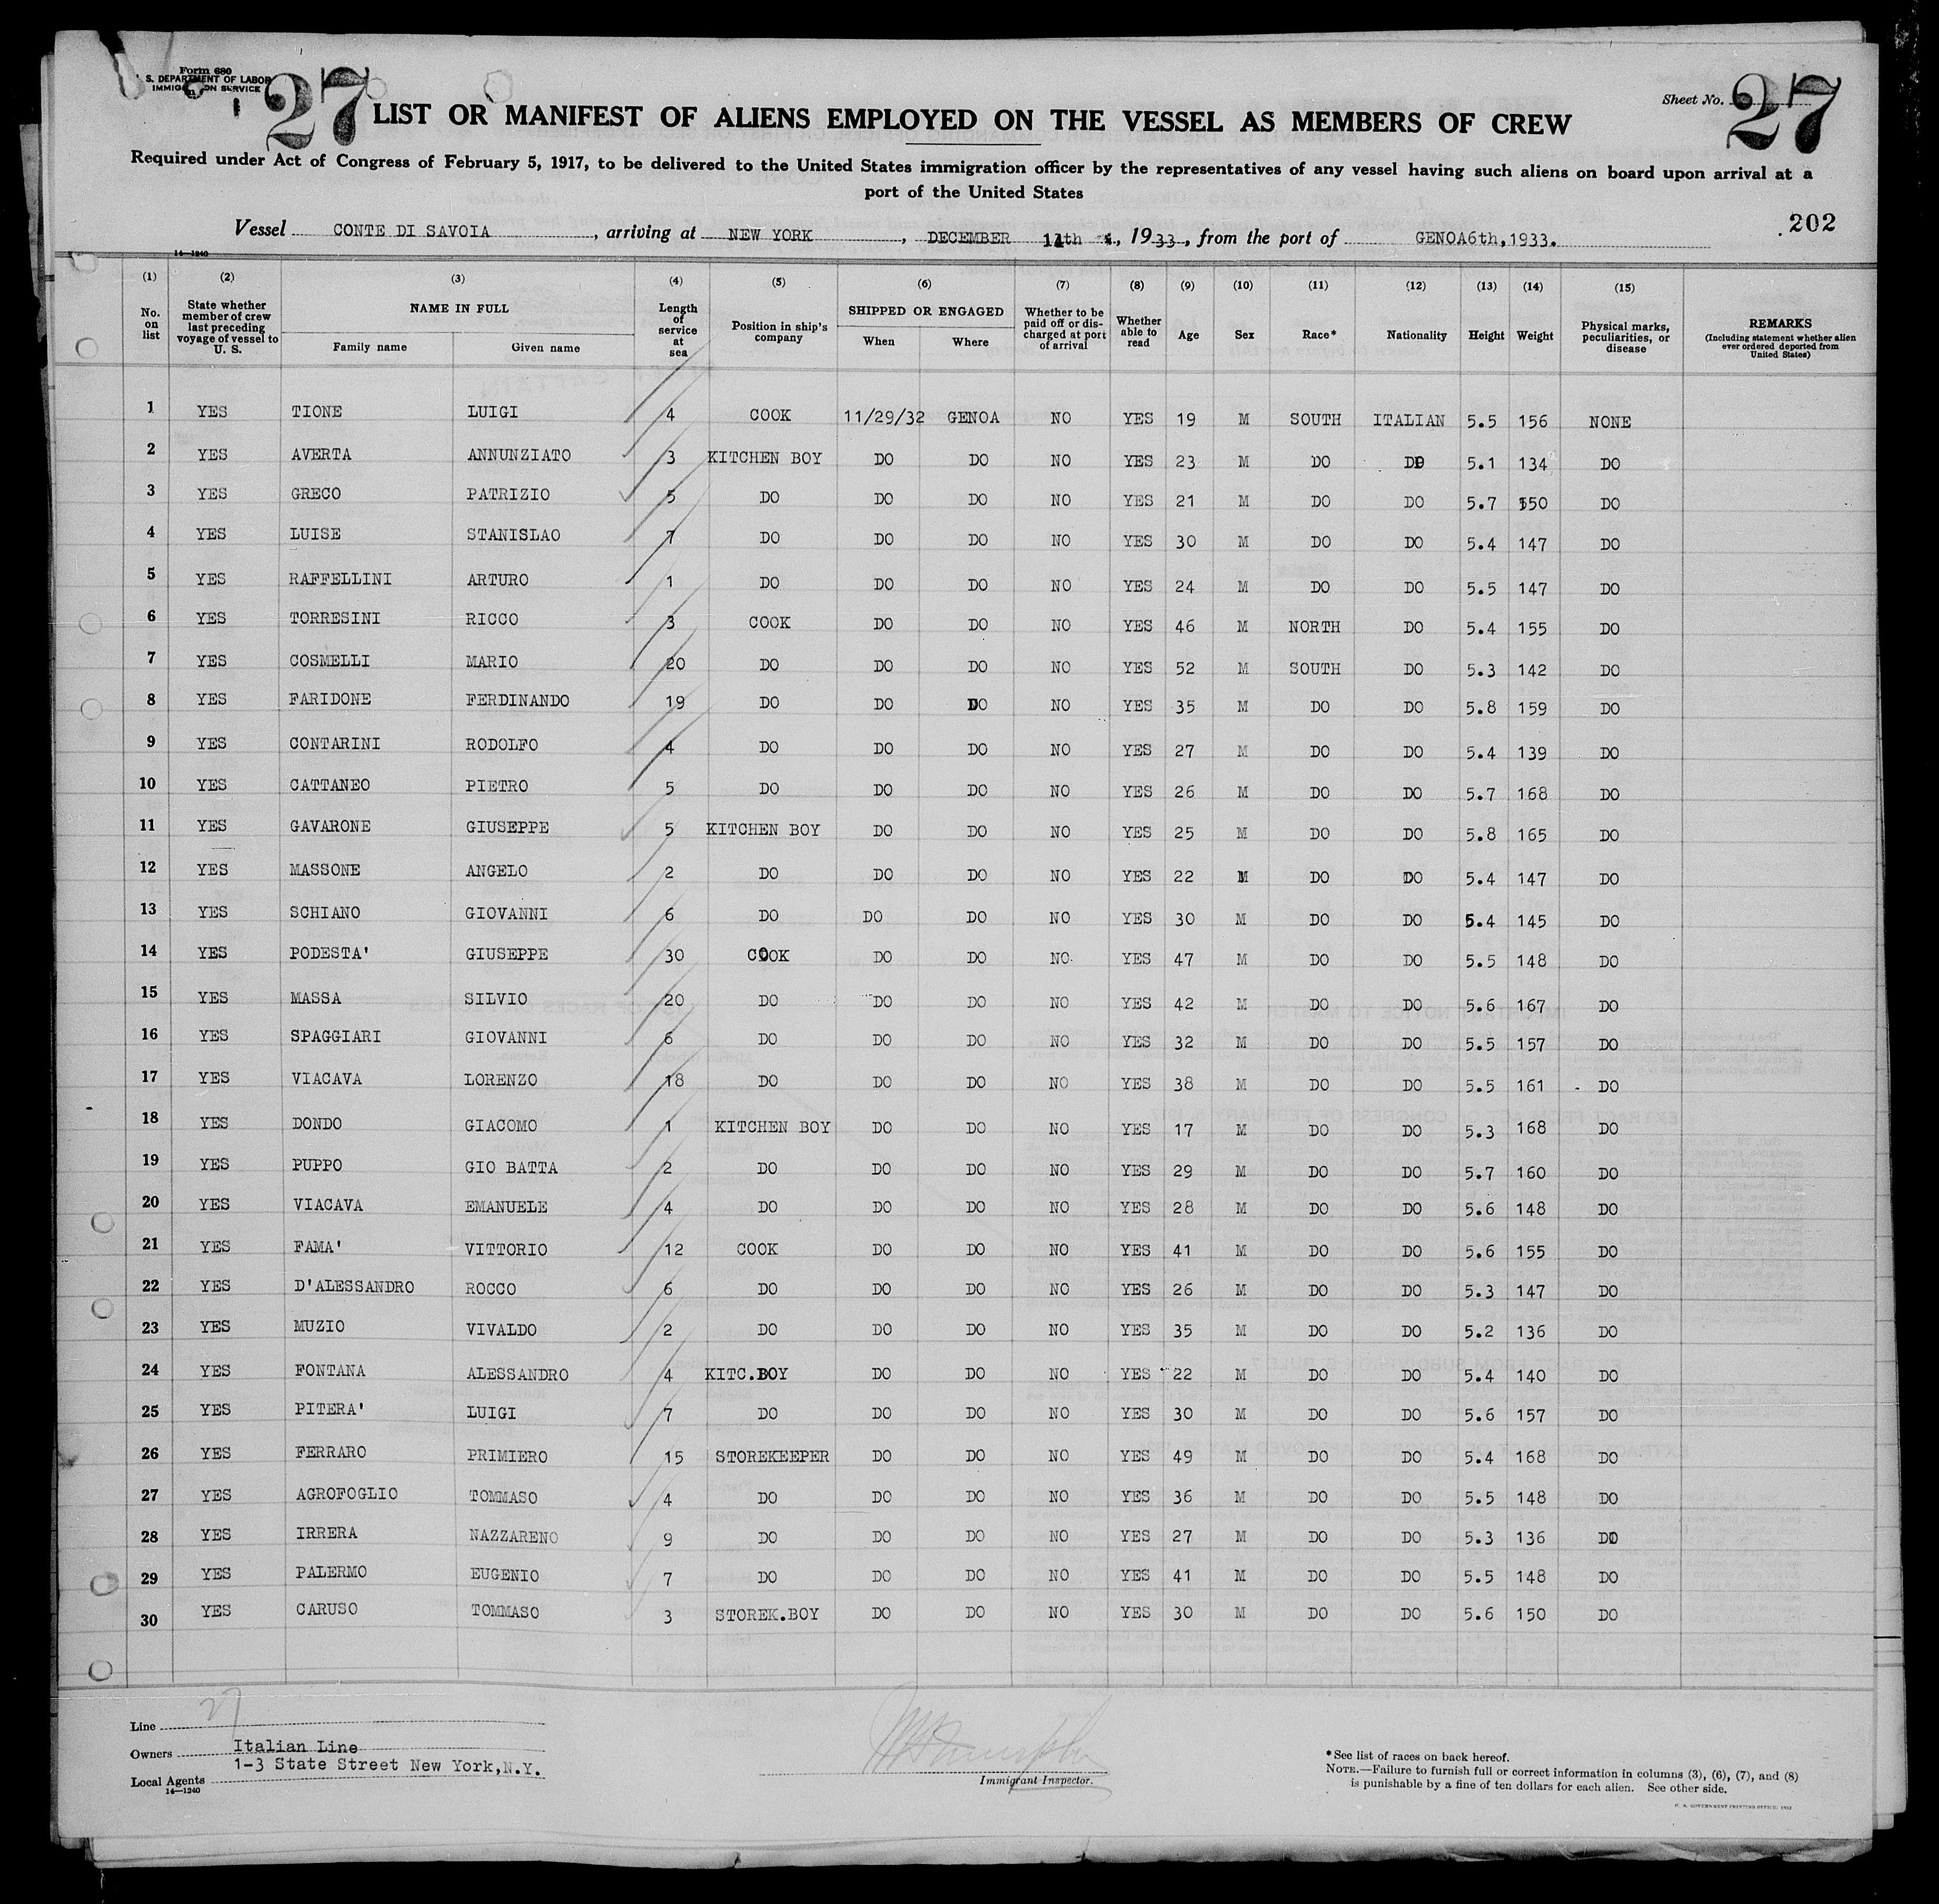 Form 680
S. DEPARTMENT OF LABOR
IMMIGRATION SERVICE
27
LIST OR MANIFEST OF ALIENS EMPLOYED ON THE VESSEL AS MEMBERS OF CREW
Sheet No. 27
Required under Act of Congress of February 5, 1917, to be delivered to the United States immigration officer by the representatives of any vessel having such aliens on board upon arrival at a
port of the United States
202
Vessel CONTE DI SAVOIA, arriving at NEW YORK, DECEMBER 11th, 1933, from the port of GENOA 6th, 1933.
14—1240
(1) (2) (3) (4) (5) (6) (7) (8) (9) (10) (11) (12) (13) (14) (15)
No. on list State whether member of crew last preceding voyage of vessel to U. S. NAME IN FULL Family name Given name Length of service at sea Position in ship's company SHIPPED OR ENGAGED When Where Whether to be paid off or discharged at port of arrival Whether able to read Age Sex Race* Nationality Height Weight Physical marks, peculiarities, or disease REMARKS (Including statement whether alien ever ordered deported from United States)
1 YES TIONE LUIGI 4 COOK 11/29/32 GENOA NO YES 19 M SOUTH ITALIAN 5.5 156 NONE
2 YES AVERTA ANNUNZIATO 3 KITCHEN BOY DO DO NO YES 23 M DO DO 5.1 134 DO
3 YES GRECO PATRIZIO 5 DO DO DO NO YES 21 M DO DO 5.7 150 DO
4 YES LUISE STANISLAO 7 DO DO DO NO YES 30 M DO DO 5.4 147 DO
5 YES RAFFELLINI ARTURO 1 DO DO DO NO YES 24 M DO DO 5.5 147 DO
6 YES TORRESINI RICCO 3 COOK DO DO NO YES 46 M NORTH DO 5.4 155 DO
7 YES COSMELLI MARIO 20 DO DO DO NO YES 52 M SOUTH DO 5.3 142 DO
8 YES FARIDONE FERDINANDO 19 DO DO DO NO YES 35 M DO DO 5.8 159 DO
9 YES CONTARINI RODOLFO 4 DO DO DO NO YES 27 M DO DO 5.4 139 DO
10 YES CATTANEO PIETRO 5 DO DO DO NO YES 26 M DO DO 5.7 168 DO
11 YES GAVARONE GIUSEPPE 5 KITCHEN BOY DO DO NO YES 25 M DO DO 5.8 165 DO
12 YES MASSONE ANGELO 2 DO DO DO NO YES 22 M DO DO 5.4 147 DO
13 YES SCHIANO GIOVANNI 6 DO DO DO NO YES 30 M DO DO 5.4 145 DO
14 YES PODESTA' GIUSEPPE 30 COOK DO DO NO YES 47 M DO DO 5.5 148 DO
15 YES MASSA SILVIO 20 DO DO DO NO YES 42 M DO DO 5.6 167 DO
16 YES SPAGGIARI GIOVANNI 6 DO DO DO NO YES 32 M DO DO 5.5 157 DO
17 YES VIACAVA LORENZO 18 DO DO DO NO YES 38 M DO DO 5.5 161 DO
18 YES DONDO GIACOMO 1 KITCHEN BOY DO DO NO YES 17 M DO DO 5.3 168 DO
19 YES PUPPO GIO BATTA 2 DO DO DO NO YES 29 M DO DO 5.7 160 DO
20 YES VIACAVA EMANUELE 4 DO DO DO NO YES 28 M DO DO 5.6 148 DO
21 YES FAMA' VITTORIO 12 COOK DO DO NO YES 41 M DO DO 5.6 155 DO
22 YES D'ALESSANDRO ROCCO 6 DO DO DO NO YES 26 M DO DO 5.3 147 DO
23 YES MUZIO VIVALDO 2 DO DO DO NO YES 35 M DO DO 5.2 136 DO
24 YES FONTANA ALESSANDRO 4 KITC.BOY DO DO NO YES 22 M DO DO 5.4 140 DO
25 YES PITERA' LUIGI 7 DO DO DO NO YES 30 M DO DO 5.6 157 DO
26 YES FERRARO PRIMIERO 15 STOREKEEPER DO DO NO YES 49 M DO DO 5.4 168 DO
27 YES AGROFOGLIO TOMMASO 4 DO DO DO NO YES 36 M DO DO 5.5 148 DO
28 YES IRRERA NAZZARENO 9 DO DO DO NO YES 27 M DO DO 5.3 136 DO
29 YES PALERMO EUGENIO 7 DO DO DO NO YES 41 M DO DO 5.5 148 DO
30 YES CARUSO TOMMASO 3 STOREK.BOY DO DO NO YES 30 M DO DO 5.6 150 DO
27
Line
Owners Italian Line
1-3 State Street New York, N.Y.
Local Agents
14—1240
Immigrant Inspector.
*See list of races on back hereof.
NOTE.—Failure to furnish full or correct information in columns (3), (6), (7), and (8)
is punishable by a fine of ten dollars for each alien. See other side.
U. S. GOVERNMENT PRINTING OFFICE: 1932